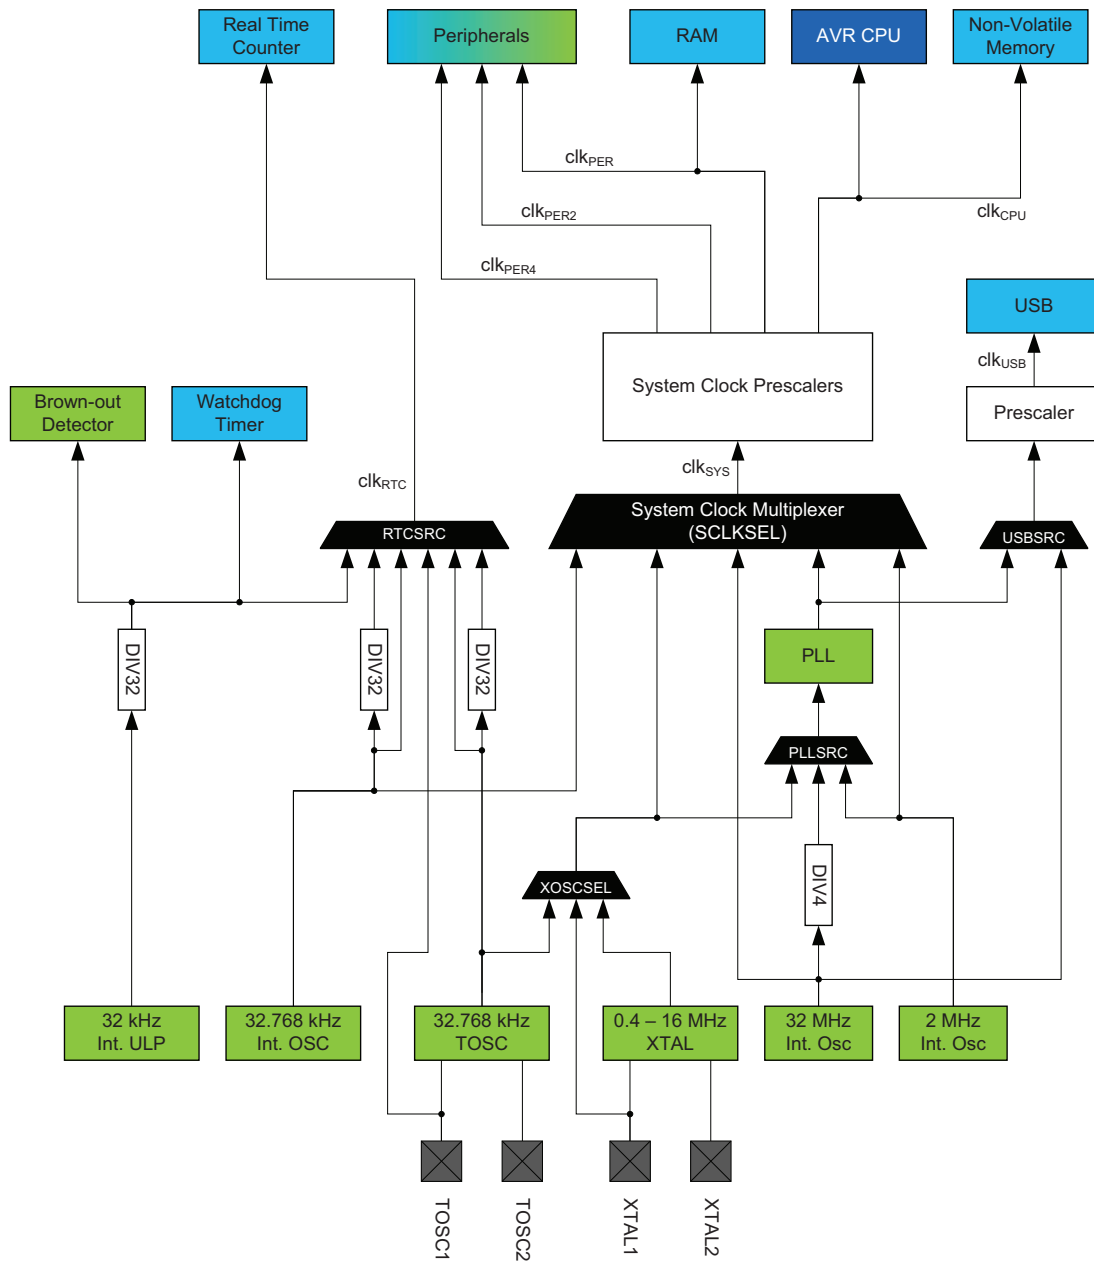 Real Time
Counter
Peripherals
RAM
AVR CPU
Non-Volatile
Memory
clkPER
clkPER2
clkCPU
clkPER4
USB
clkUSB
System Clock Prescalers
Brown-out
Detector
Watchdog
Timer
Prescaler
clkSYS
clkRTC
System Clock Multiplexer
(SCLKSEL)
RTCSRC
USBSRC
DIV32
DIV32
DIV32
PLL
PLLSRC
DIV4
XOSCSEL
32 kHz
Int. ULP
32.768 kHz
Int. OSC
32.768 kHz
TOSC
0.4 – 16 MHz
XTAL
32 MHz
Int. Osc
2 MHz
Int. Osc
TOSC1
TOSC2
XTAL1
XTAL2